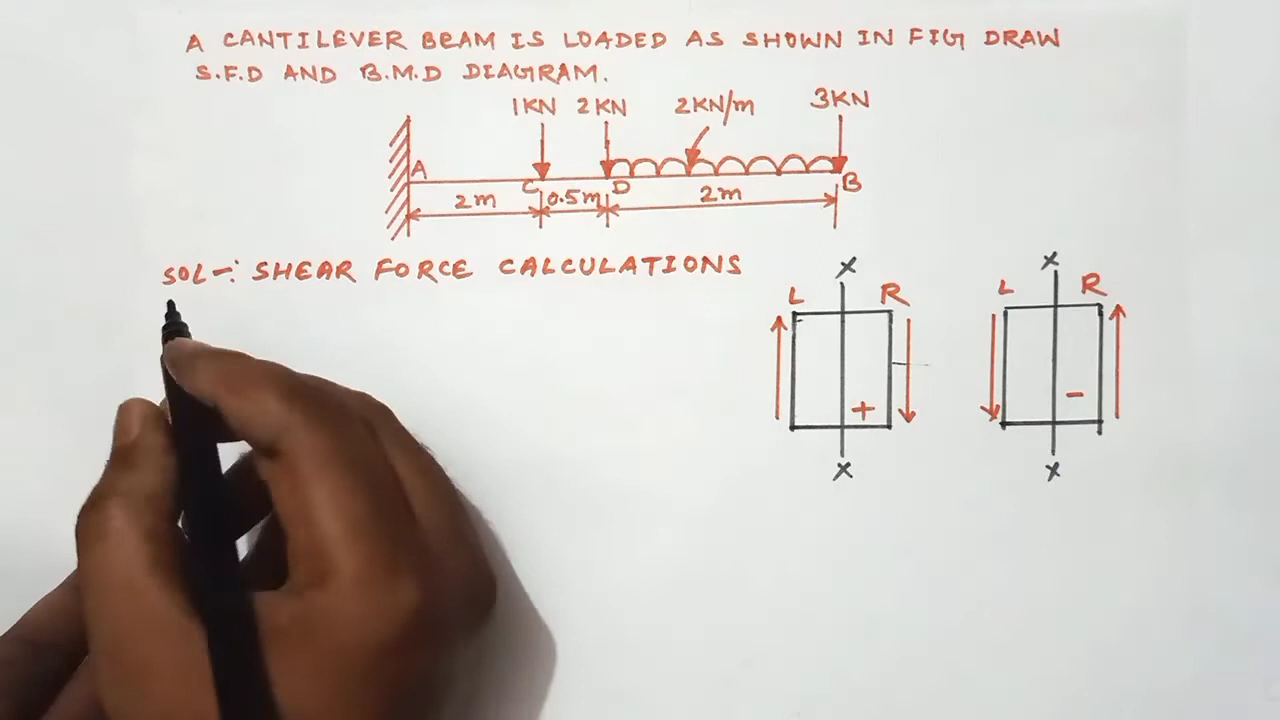 A CANTILEVER BEAM IS LOADED AS SHOWN IN FIG DRAW
S.F.D AND B.M.D DIAGRAM.
1KN 2KN 2KN/m 3KN
A C D B
2m 0.5m 2m
SOL-: SHEAR FORCE CALCULATIONS
X X
L R L R
+ -
X X